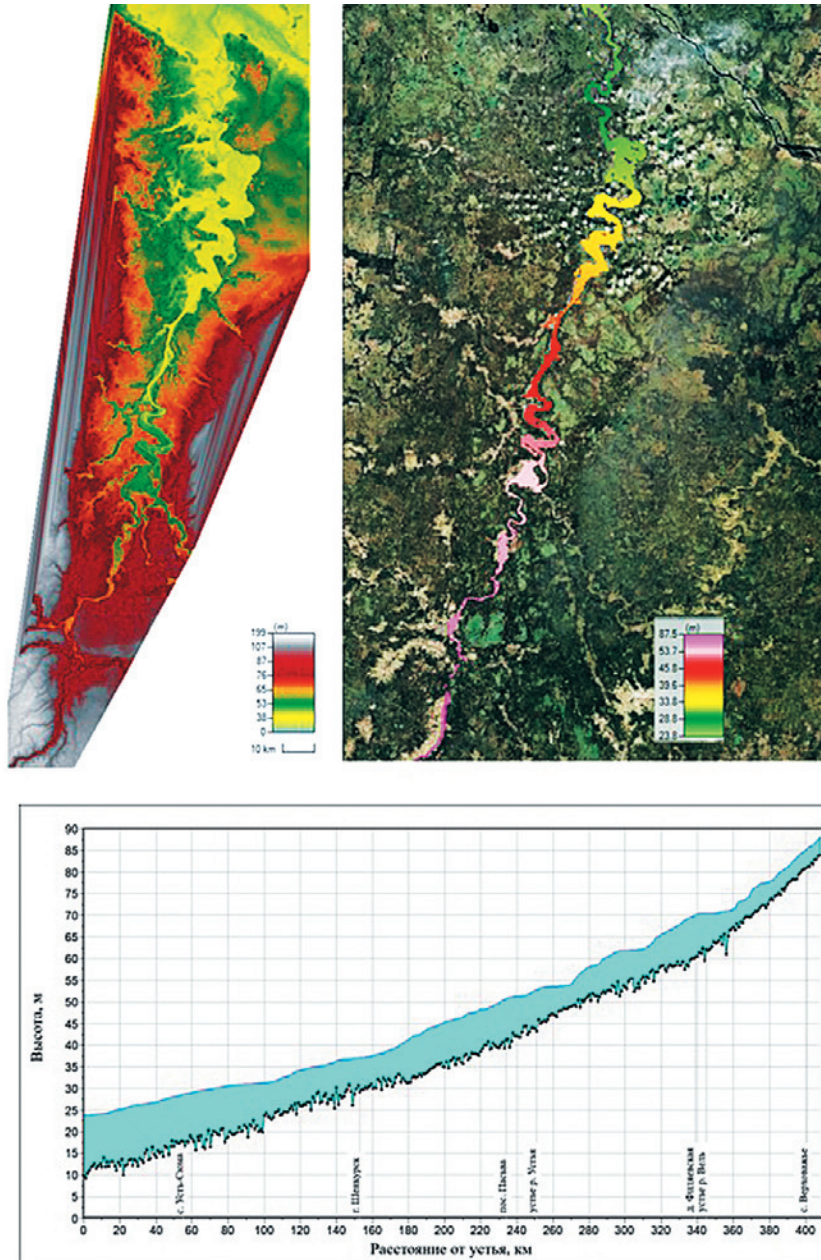 (m)
199
107
87
76
65
53
38
0
10 km
(m)
87.5
53.7
45.8
39.6
33.8
28.8
23.8
90
85
80
75
70
65
60
55
50
45
40
35
30
25
20
15
10
5
0
Высота, м
с. Усть-Сюма
г. Шенкурск
пос. Пасьва
устье р. Устья
д. Филяевская
устье р. Вель
с. Верховажье
0 20 40 60 80 100 120 140 160 180 200 220 240 260 280 300 320 340 360 380 400
Расстояние от устья, км